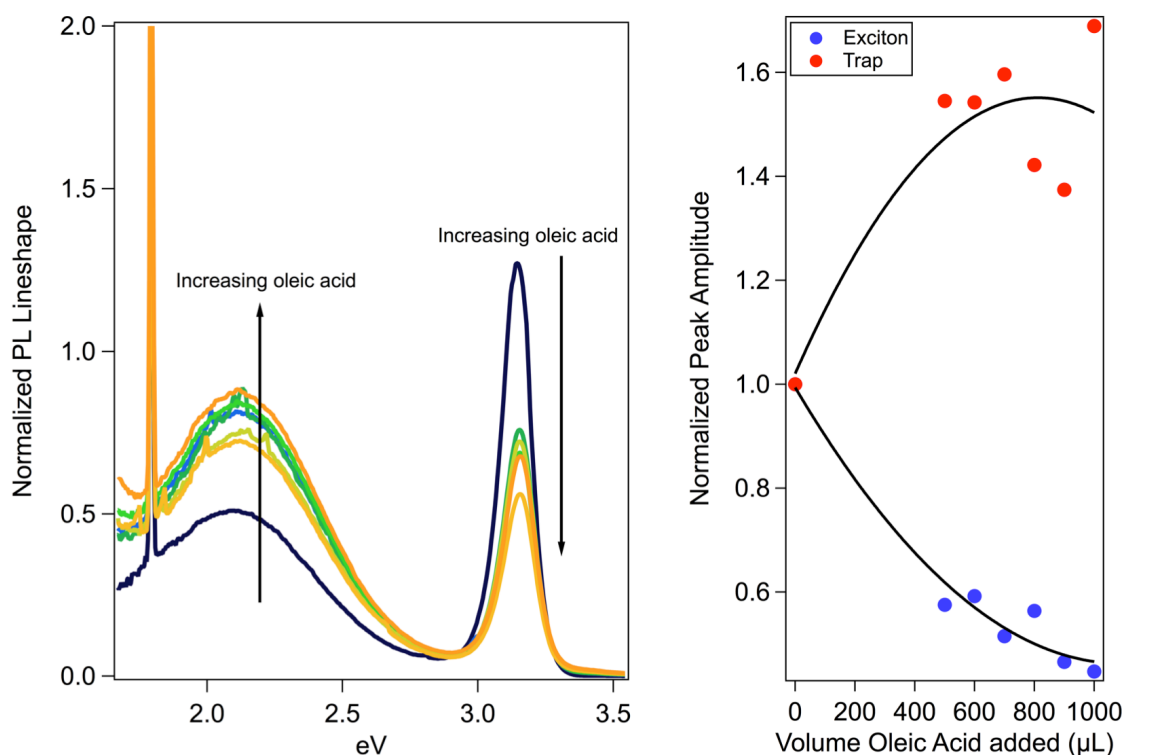 2.0
1.5
1.0
0.5
0.0
Normalized PL Lineshape
Increasing oleic acid
Increasing oleic acid
2.0 2.5 3.0 3.5
eV
Exciton
Trap
1.6
1.4
1.2
1.0
0.8
0.6
Normalized Peak Amplitude
0 200 400 600 800 1000
Volume Oleic Acid added (µL)